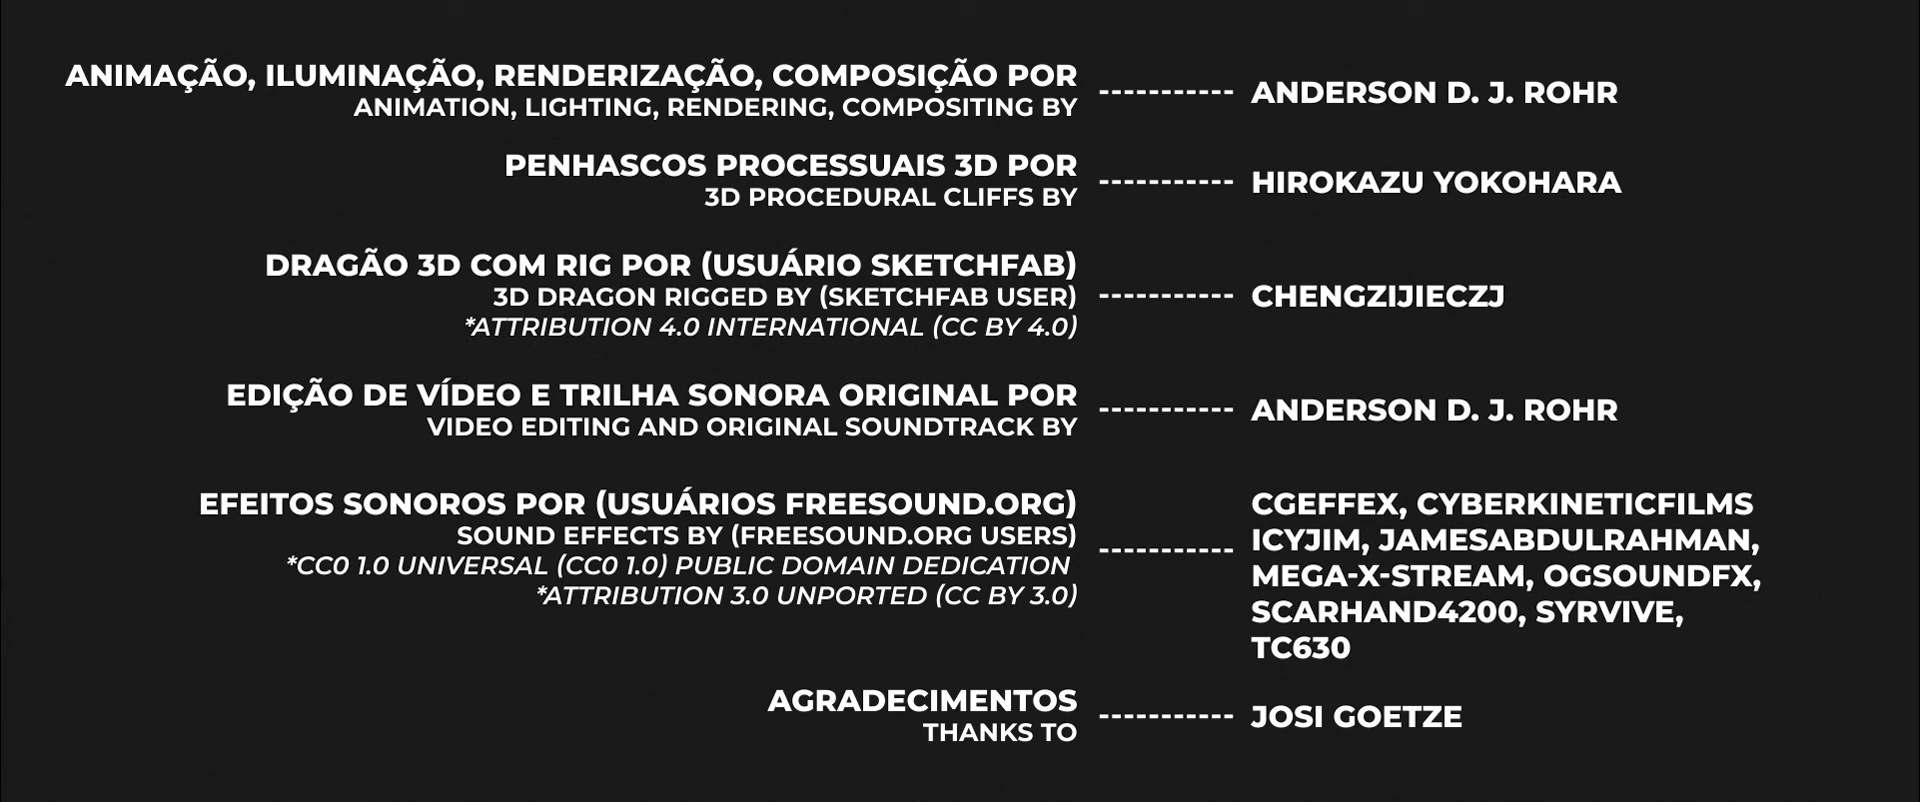 ANIMAÇÃO, ILUMINAÇÃO, RENDERIZAÇÃO, COMPOSIÇÃO POR
ANIMATION, LIGHTING, RENDERING, COMPOSITING BY
----------- ANDERSON D. J. ROHR
PENHASCOS PROCESSUAIS 3D POR
3D PROCEDURAL CLIFFS BY
----------- HIROKAZU YOKOHARA
DRAGÃO 3D COM RIG POR (USUÁRIO SKETCHFAB)
3D DRAGON RIGGED BY (SKETCHFAB USER)
*ATTRIBUTION 4.0 INTERNATIONAL (CC BY 4.0)
----------- CHENGZIJIECZJ
EDIÇÃO DE VÍDEO E TRILHA SONORA ORIGINAL POR
VIDEO EDITING AND ORIGINAL SOUNDTRACK BY
----------- ANDERSON D. J. ROHR
EFEITOS SONOROS POR (USUÁRIOS FREESOUND.ORG)
SOUND EFFECTS BY (FREESOUND.ORG USERS)
*CC0 1.0 UNIVERSAL (CC0 1.0) PUBLIC DOMAIN DEDICATION
*ATTRIBUTION 3.0 UNPORTED (CC BY 3.0)
----------- CGEFFEX, CYBERKINETICFILMS
ICYJIM, JAMESABDULRAHMAN,
MEGA-X-STREAM, OGSOUNDFX,
SCARHAND4200, SYRVIVE,
TC630
AGRADECIMENTOS
THANKS TO
----------- JOSI GOETZE